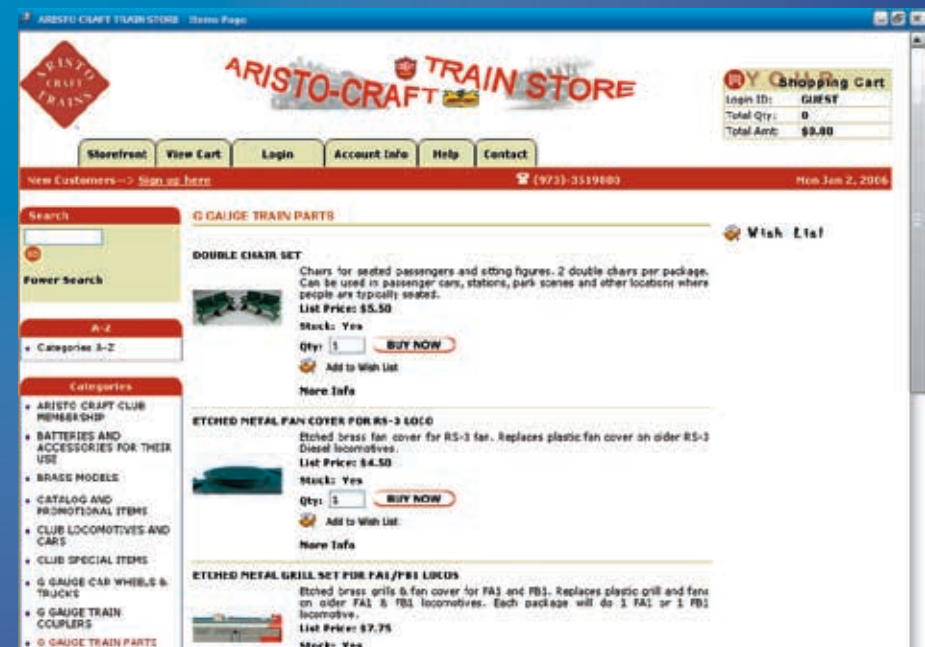 ARISTO CRAFT TRAIN STORE - Items Page
ARISTO
CRAFT
TRAINS
ARISTO-CRAFT TRAIN STORE
YOUR
Shopping Cart
Login ID: GUEST
Total Qty: 0
Total Amt: $0.00
Storefront View Cart Login Account Info Help Contact
New Customers--> Sign up here (973)-3519800 Mon Jan 2, 2006
Search
GO
Power Search
A-Z
Categories A-Z
Categories
ARISTO CRAFT CLUB
MEMBERSHIP
BATTERIES AND
ACCESSORIES FOR THEIR
USE
BRASS MODELS
CATALOG AND
PROMOTIONAL ITEMS
CLUB LOCOMOTIVES AND
CARS
CLUB SPECIAL ITEMS
G GAUGE CAR WHEELS &
TRUCKS
G GAUGE TRAIN
COUPLERS
G GAUGE TRAIN PARTS
G GAUGE TRAIN PARTS
DOUBLE CHAIR SET
Chairs for seated passengers and sitting figures. 2 double chairs per package.
Can be used in passenger cars, stations, park scenes and other locations where
people are typically seated.
List Price: $5.50
Stock: Yes
Qty: 1 BUY NOW
Add to Wish List
More Info
ETCHED METAL FAN COVER FOR RS-3 LOCO
Etched brass fan cover for RS-3 fan. Replaces plastic fan cover on older RS-3
Diesel locomotives.
List Price: $4.50
Stock: Yes
Qty: 1 BUY NOW
Add to Wish List
More Info
ETCHED METAL GRILL SET FOR FA1/FB1 LOCOS
Etched brass grills & fan cover for FA1 and FB1. Replaces plastic grill and fans
on older FA1 & FB1 locomotives. Each package will do 1 FA1 or 1 FB1
locomotive.
List Price: $7.75
Stock: Yes
Wish List